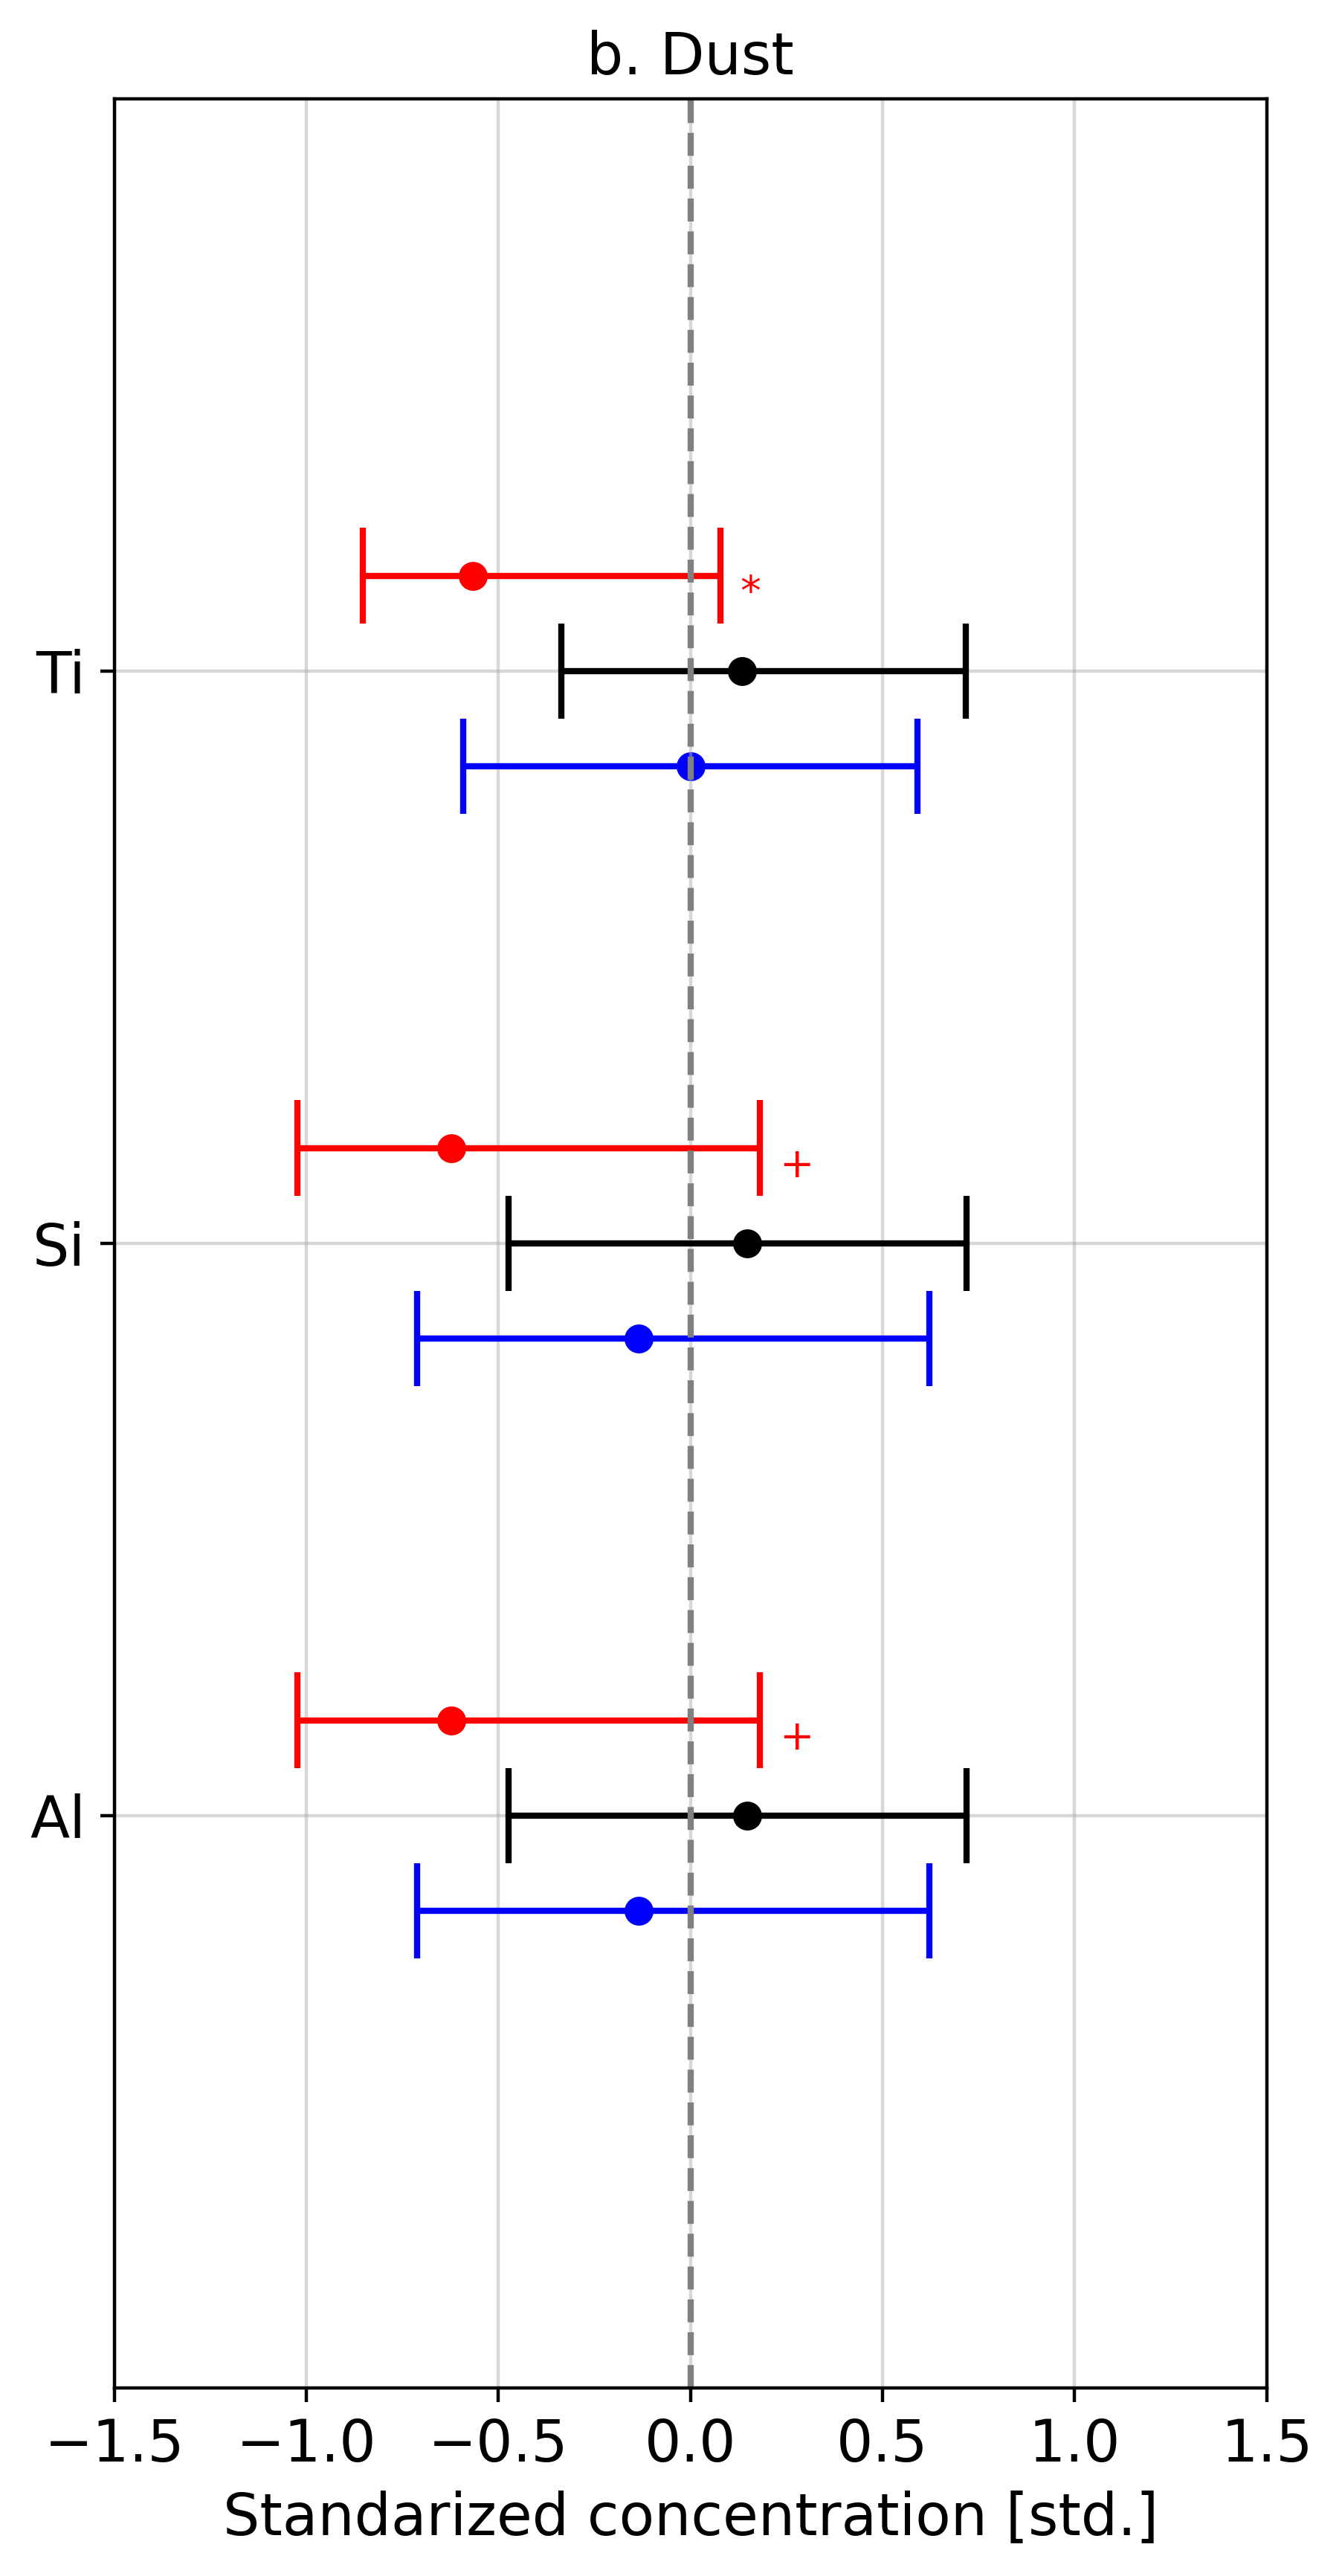 b. Dust
*
Ti
+
Si
+
Al
−1.5 −1.0 −0.5 0.0 0.5 1.0 1.5
Standarized concentration [std.]